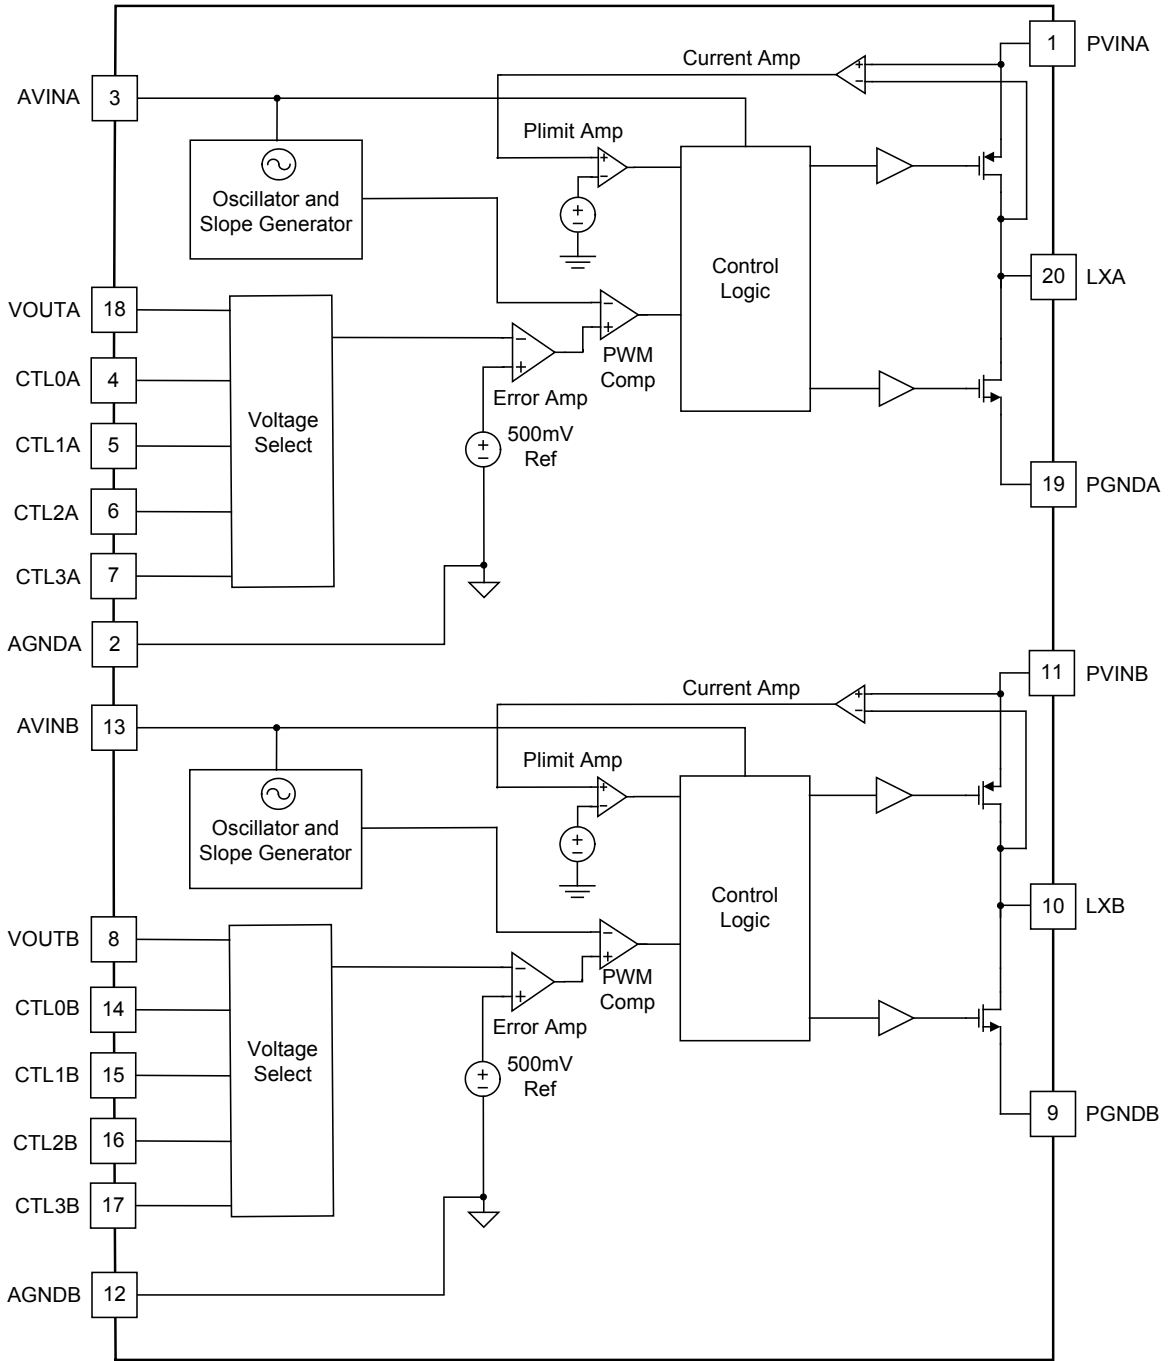 1 PVINA
Current Amp
AVINA 3
Plimit Amp
+
−
+
−
Oscillator and
Slope Generator
+
−
Control
Logic
20 LXA
VOUTA 18
−
+
PWM
Comp
−
+
Error Amp
CTL0A 4
Voltage
Select
CTL1A 5
500mV
Ref
+
−
19 PGNDA
CTL2A 6
CTL3A 7
AGNDA 2
11 PVINB
Current Amp
+
−
AVINB 13
Plimit Amp
+
−
Oscillator and
Slope Generator
+
−
Control
Logic
10 LXB
VOUTB 8
−
+
PWM
Comp
−
+
Error Amp
CTL0B 14
Voltage
Select
CTL1B 15
500mV
Ref
+
−
9 PGNDB
CTL2B 16
CTL3B 17
AGNDB 12